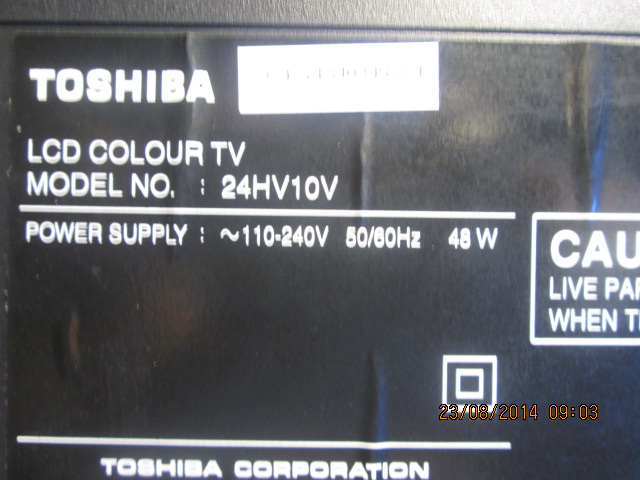 TOSHIBA
LCD COLOUR TV
MODEL NO. : 24HV10V
POWER SUPPLY : ~110-240V 50/60Hz 48 W
CAU
LIVE PAR
WHEN T
23/08/2014 09:03
TOSHIBA CORPORATION